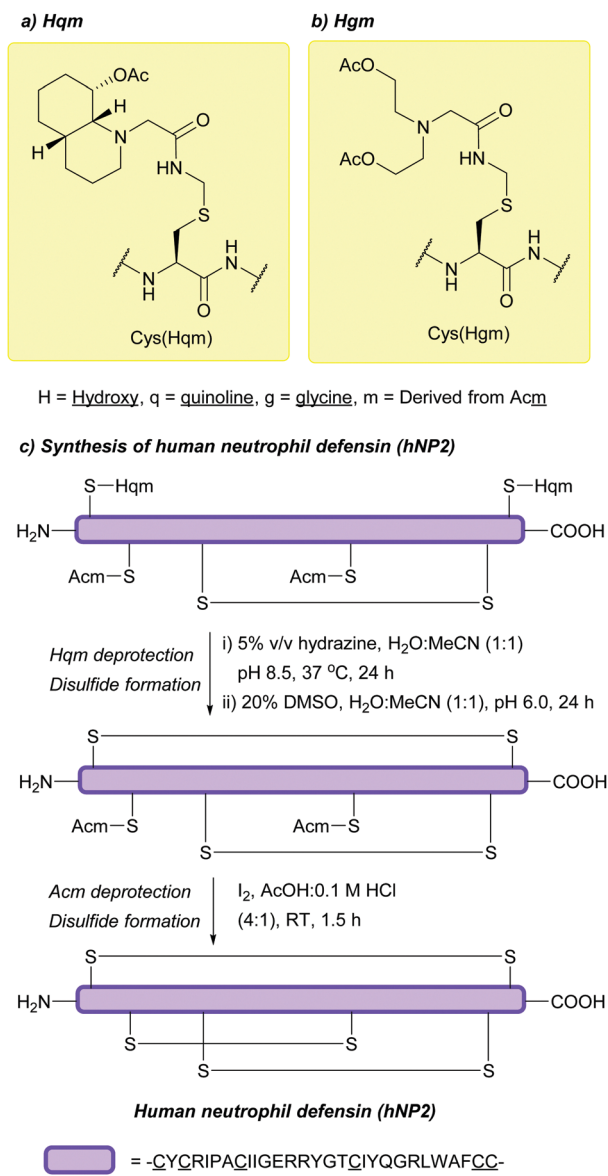 a) Hqm
b) Hgm
OAc
H
H
N
O
HN
S
N
H
O
H
N
Cys(Hqm)
AcO
AcO
N
O
HN
S
N
H
O
H
N
Cys(Hgm)
H = Hydroxy, q = quinoline, g = glycine, m = Derived from Acm
c) Synthesis of human neutrophil defensin (hNP2)
S—Hqm
S—Hqm
H2N
COOH
Acm—S
Acm—S
S
S
Hqm deprotection
Disulfide formation
i) 5% v/v hydrazine, H2O:MeCN (1:1)
pH 8.5, 37 °C, 24 h
ii) 20% DMSO, H2O:MeCN (1:1), pH 6.0, 24 h
S
S
H2N
COOH
Acm—S
Acm—S
S
S
Acm deprotection
Disulfide formation
I2, AcOH:0.1 M HCl
(4:1), RT, 1.5 h
S
S
H2N
COOH
S
S
S
S
Human neutrophil defensin (hNP2)
= -CYCRIPACIIGERRYGTCIYQGRLWAFCC-